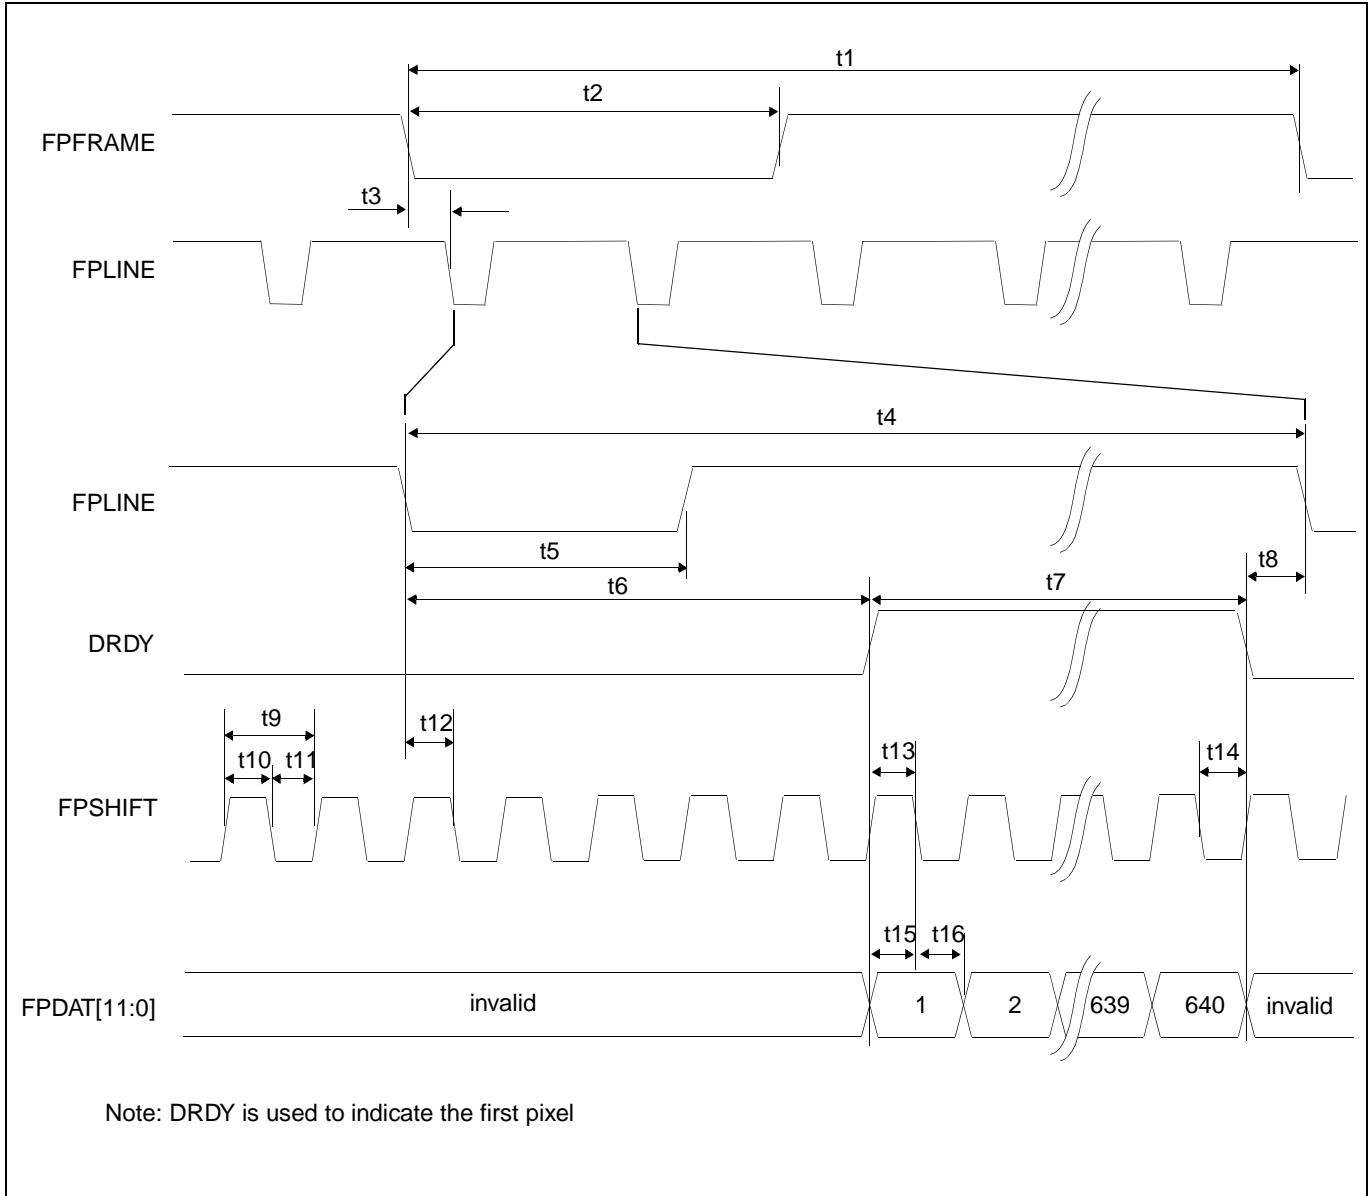 t1
t2
FPFRAME
t3
FPLINE
t4
FPLINE
t5
t8
t6
t7
DRDY
t9
t12
t10
t11
t13
t14
FPSHIFT
t15
t16
FPDAT[11:0]
invalid
1
2
639
640
invalid
Note: DRDY is used to indicate the first pixel